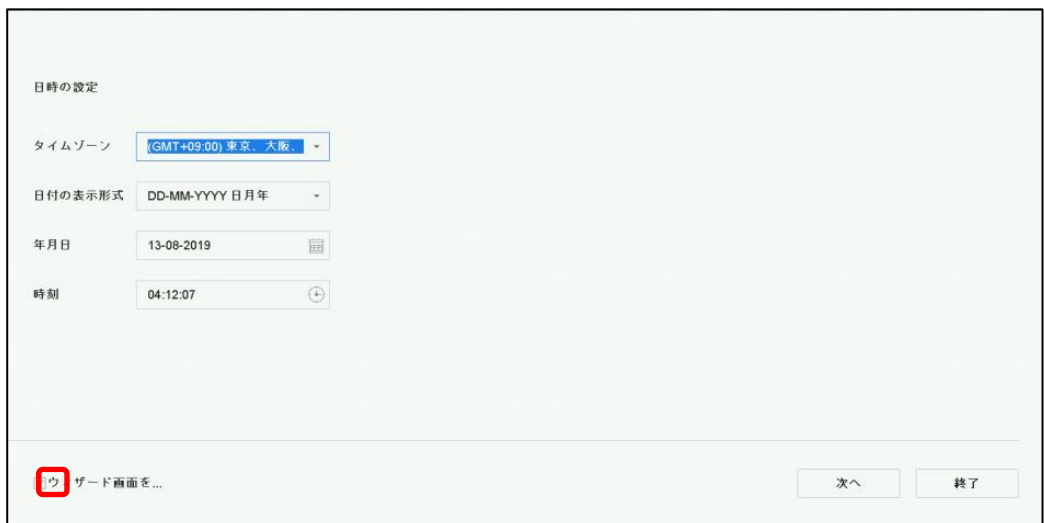 日時の設定
タイムゾーン (GMT+09:00) 東京、大阪、
日付の表示形式 DD-MM-YYYY 日月年
年月日 13-08-2019
時刻 04:12:07
ウィザード画面を... 次へ 終了